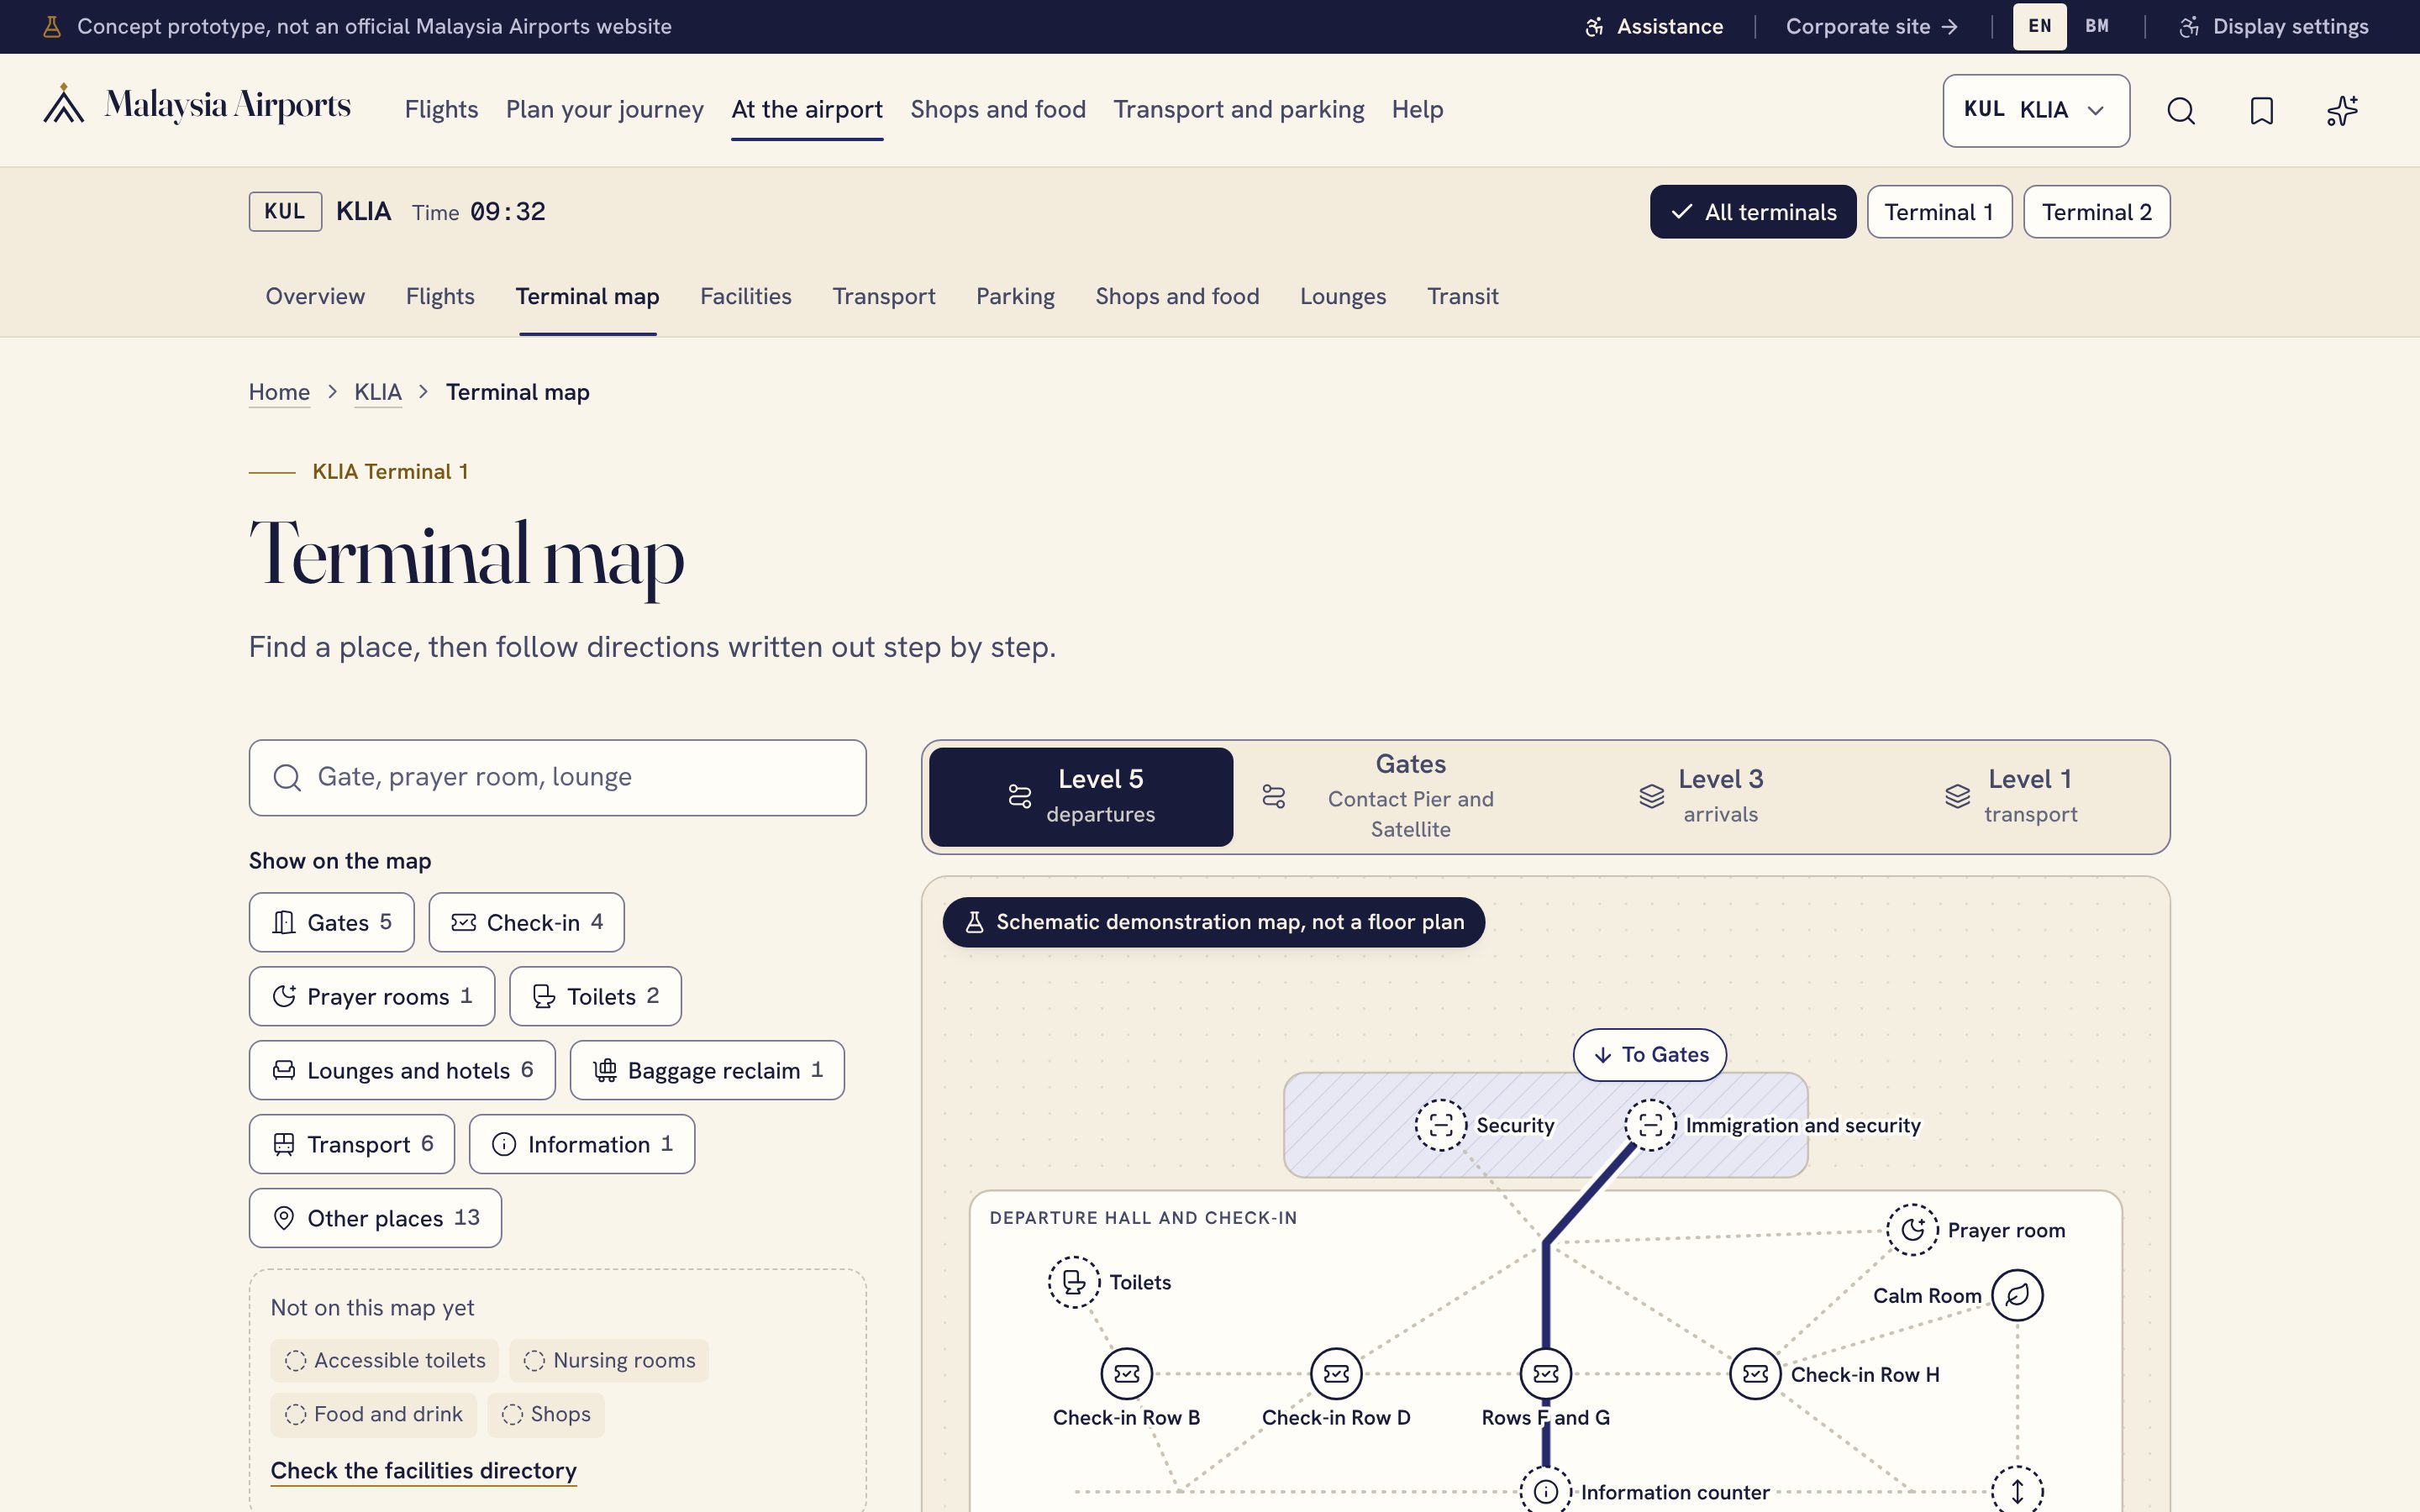 Concept prototype, not an official Malaysia Airports website
Assistance
Corporate site →
EN
BM
Display settings
Malaysia Airports
Flights
Plan your journey
At the airport
Shops and food
Transport and parking
Help
KUL KLIA
KUL KLIA Time 09:32
All terminals
Terminal 1
Terminal 2
Overview
Flights
Terminal map
Facilities
Transport
Parking
Shops and food
Lounges
Transit
Home > KLIA > Terminal map
KLIA Terminal 1
Terminal map
Find a place, then follow directions written out step by step.
Gate, prayer room, lounge
Show on the map
Gates 5
Check-in 4
Prayer rooms 1
Toilets 2
Lounges and hotels 6
Baggage reclaim 1
Transport 6
Information 1
Other places 13
Not on this map yet
Accessible toilets
Nursing rooms
Food and drink
Shops
Check the facilities directory
Level 5
departures
Gates
Contact Pier and
Satellite
Level 3
arrivals
Level 1
transport
Schematic demonstration map, not a floor plan
↓ To Gates
Security
Immigration and security
DEPARTURE HALL AND CHECK-IN
Prayer room
Toilets
Calm Room
Check-in Row H
Check-in Row B
Check-in Row D
Rows F and G
Information counter